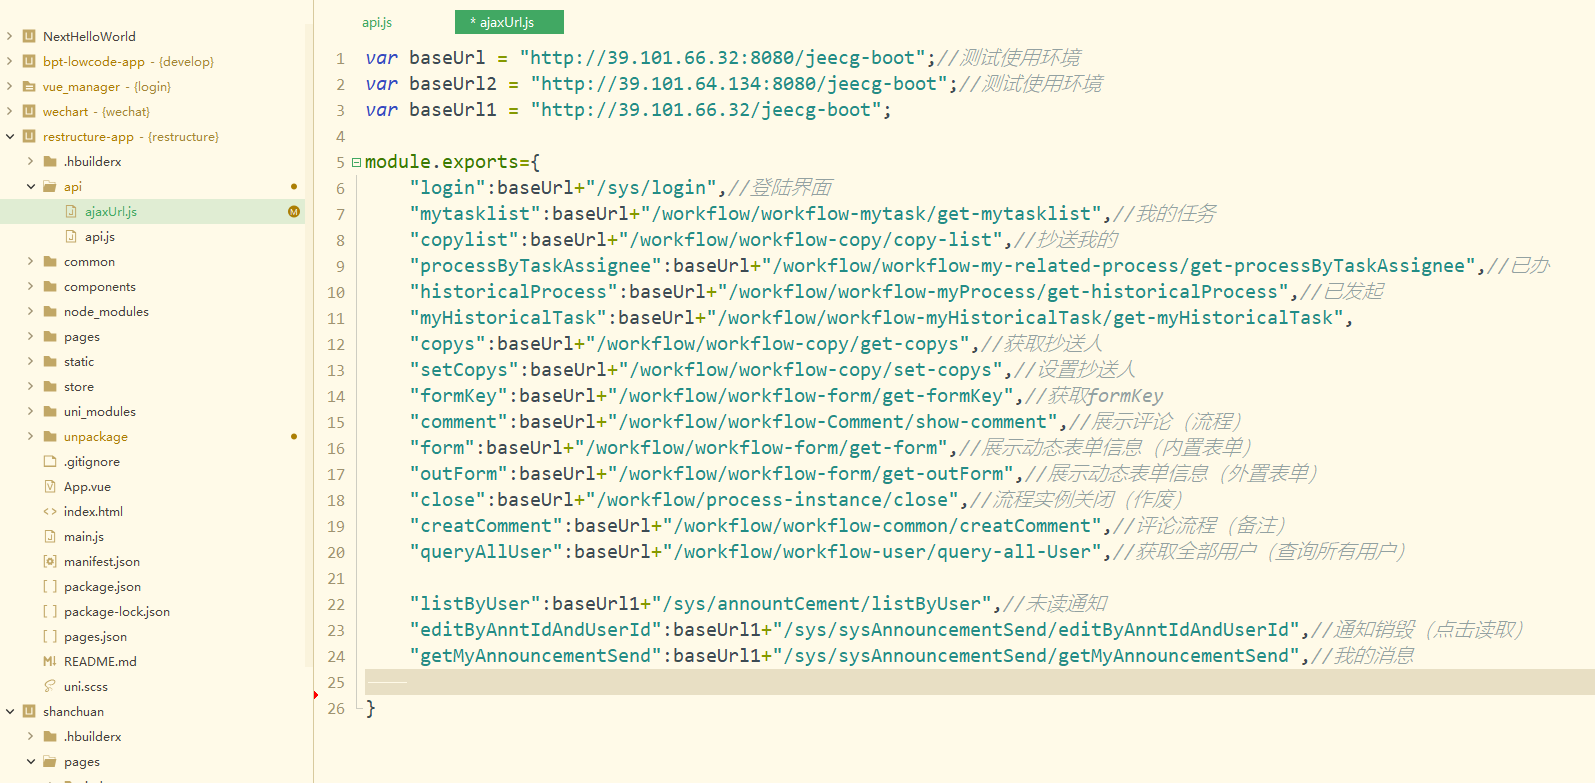 NextHelloWorld
bpt-lowcode-app - {develop}
vue_manager - {login}
wechart - {wechat}
restructure-app - {restructure}
.hbuilderx
api
ajaxUrl.js
M
api.js
common
components
node_modules
pages
static
store
uni_modules
unpackage
.gitignore
App.vue
index.html
main.js
manifest.json
package.json
package-lock.json
pages.json
README.md
uni.scss
shanchuan
.hbuilderx
pages
api.js
* ajaxUrl.js
1 var baseUrl = "http://39.101.66.32:8080/jeecg-boot";//测试使用环境
2 var baseUrl2 = "http://39.101.64.134:8080/jeecg-boot";//测试使用环境
3 var baseUrl1 = "http://39.101.66.32/jeecg-boot";
4
5 module.exports={
6 "login":baseUrl+"/sys/login",//登陆界面
7 "mytasklist":baseUrl+"/workflow/workflow-mytask/get-mytasklist",//我的任务
8 "copylist":baseUrl+"/workflow/workflow-copy/copy-list",//抄送我的
9 "processByTaskAssignee":baseUrl+"/workflow/workflow-my-related-process/get-processByTaskAssignee",//已办
10 "historicalProcess":baseUrl+"/workflow/workflow-myProcess/get-historicalProcess",//已发起
11 "myHistoricalTask":baseUrl+"/workflow/workflow-myHistoricalTask/get-myHistoricalTask",
12 "copys":baseUrl+"/workflow/workflow-copy/get-copys",//获取抄送人
13 "setCopys":baseUrl+"/workflow/workflow-copy/set-copys",//设置抄送人
14 "formKey":baseUrl+"/workflow/workflow-form/get-formKey",//获取formKey
15 "comment":baseUrl+"/workflow/workflow-Comment/show-comment",//展示评论（流程）
16 "form":baseUrl+"/workflow/workflow-form/get-form",//展示动态表单信息（内置表单）
17 "outForm":baseUrl+"/workflow/workflow-form/get-outForm",//展示动态表单信息（外置表单）
18 "close":baseUrl+"/workflow/process-instance/close",//流程实例关闭（作废）
19 "creatComment":baseUrl+"/workflow/workflow-common/creatComment",//评论流程（备注）
20 "queryAllUser":baseUrl+"/workflow/workflow-user/query-all-User",//获取全部用户（查询所有用户）
21
22 "listByUser":baseUrl1+"/sys/annountCement/listByUser",//未读通知
23 "editByAnntIdAndUserId":baseUrl1+"/sys/sysAnnouncementSend/editByAnntIdAndUserId",//通知销毁（点击读取）
24 "getMyAnnouncementSend":baseUrl1+"/sys/sysAnnouncementSend/getMyAnnouncementSend",//我的消息
25
26 }